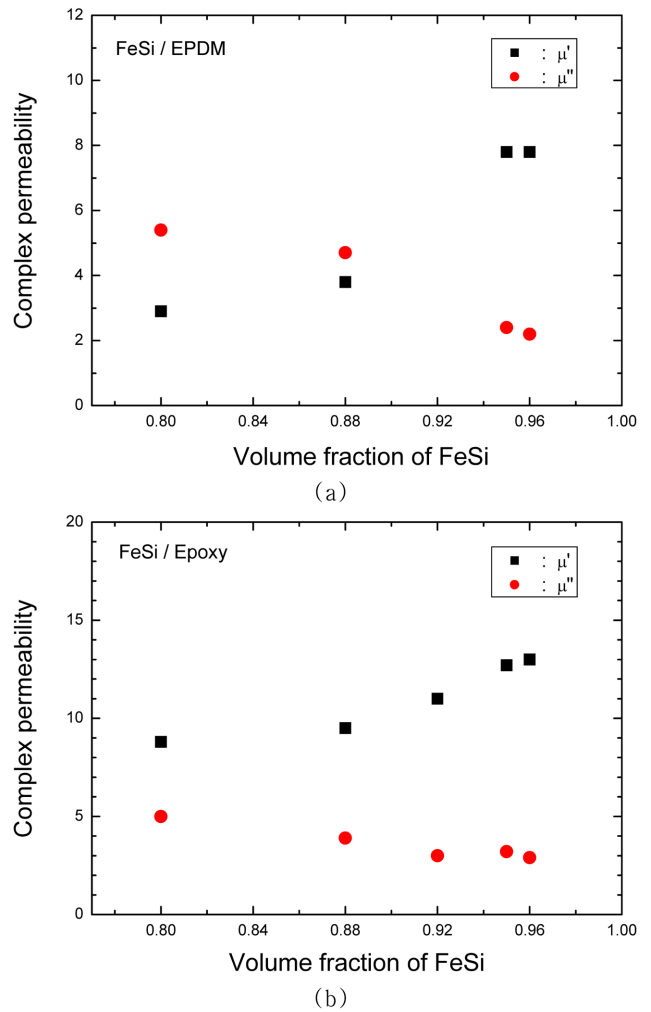 FeSi / EPDM
: μ'
: μ"
12
10
8
6
4
2
0
Complex permeability
0.80 0.84 0.88 0.92 0.96 1.00
Volume fraction of FeSi
(a)
FeSi / Epoxy
: μ'
: μ"
20
15
10
5
0
Complex permeability
0.80 0.84 0.88 0.92 0.96 1.00
Volume fraction of FeSi
(b)